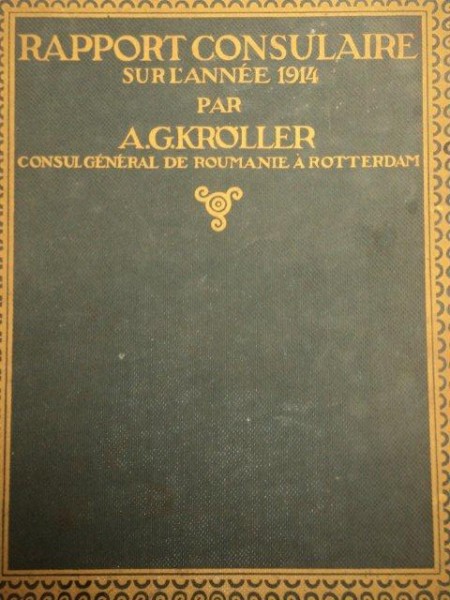 RAPPORT CONSULAIRE
SUR L'ANNÉE 1914
PAR
A.G.KRÖLLER
CONSUL GÉNÉRAL DE ROUMANIE À ROTTERDAM